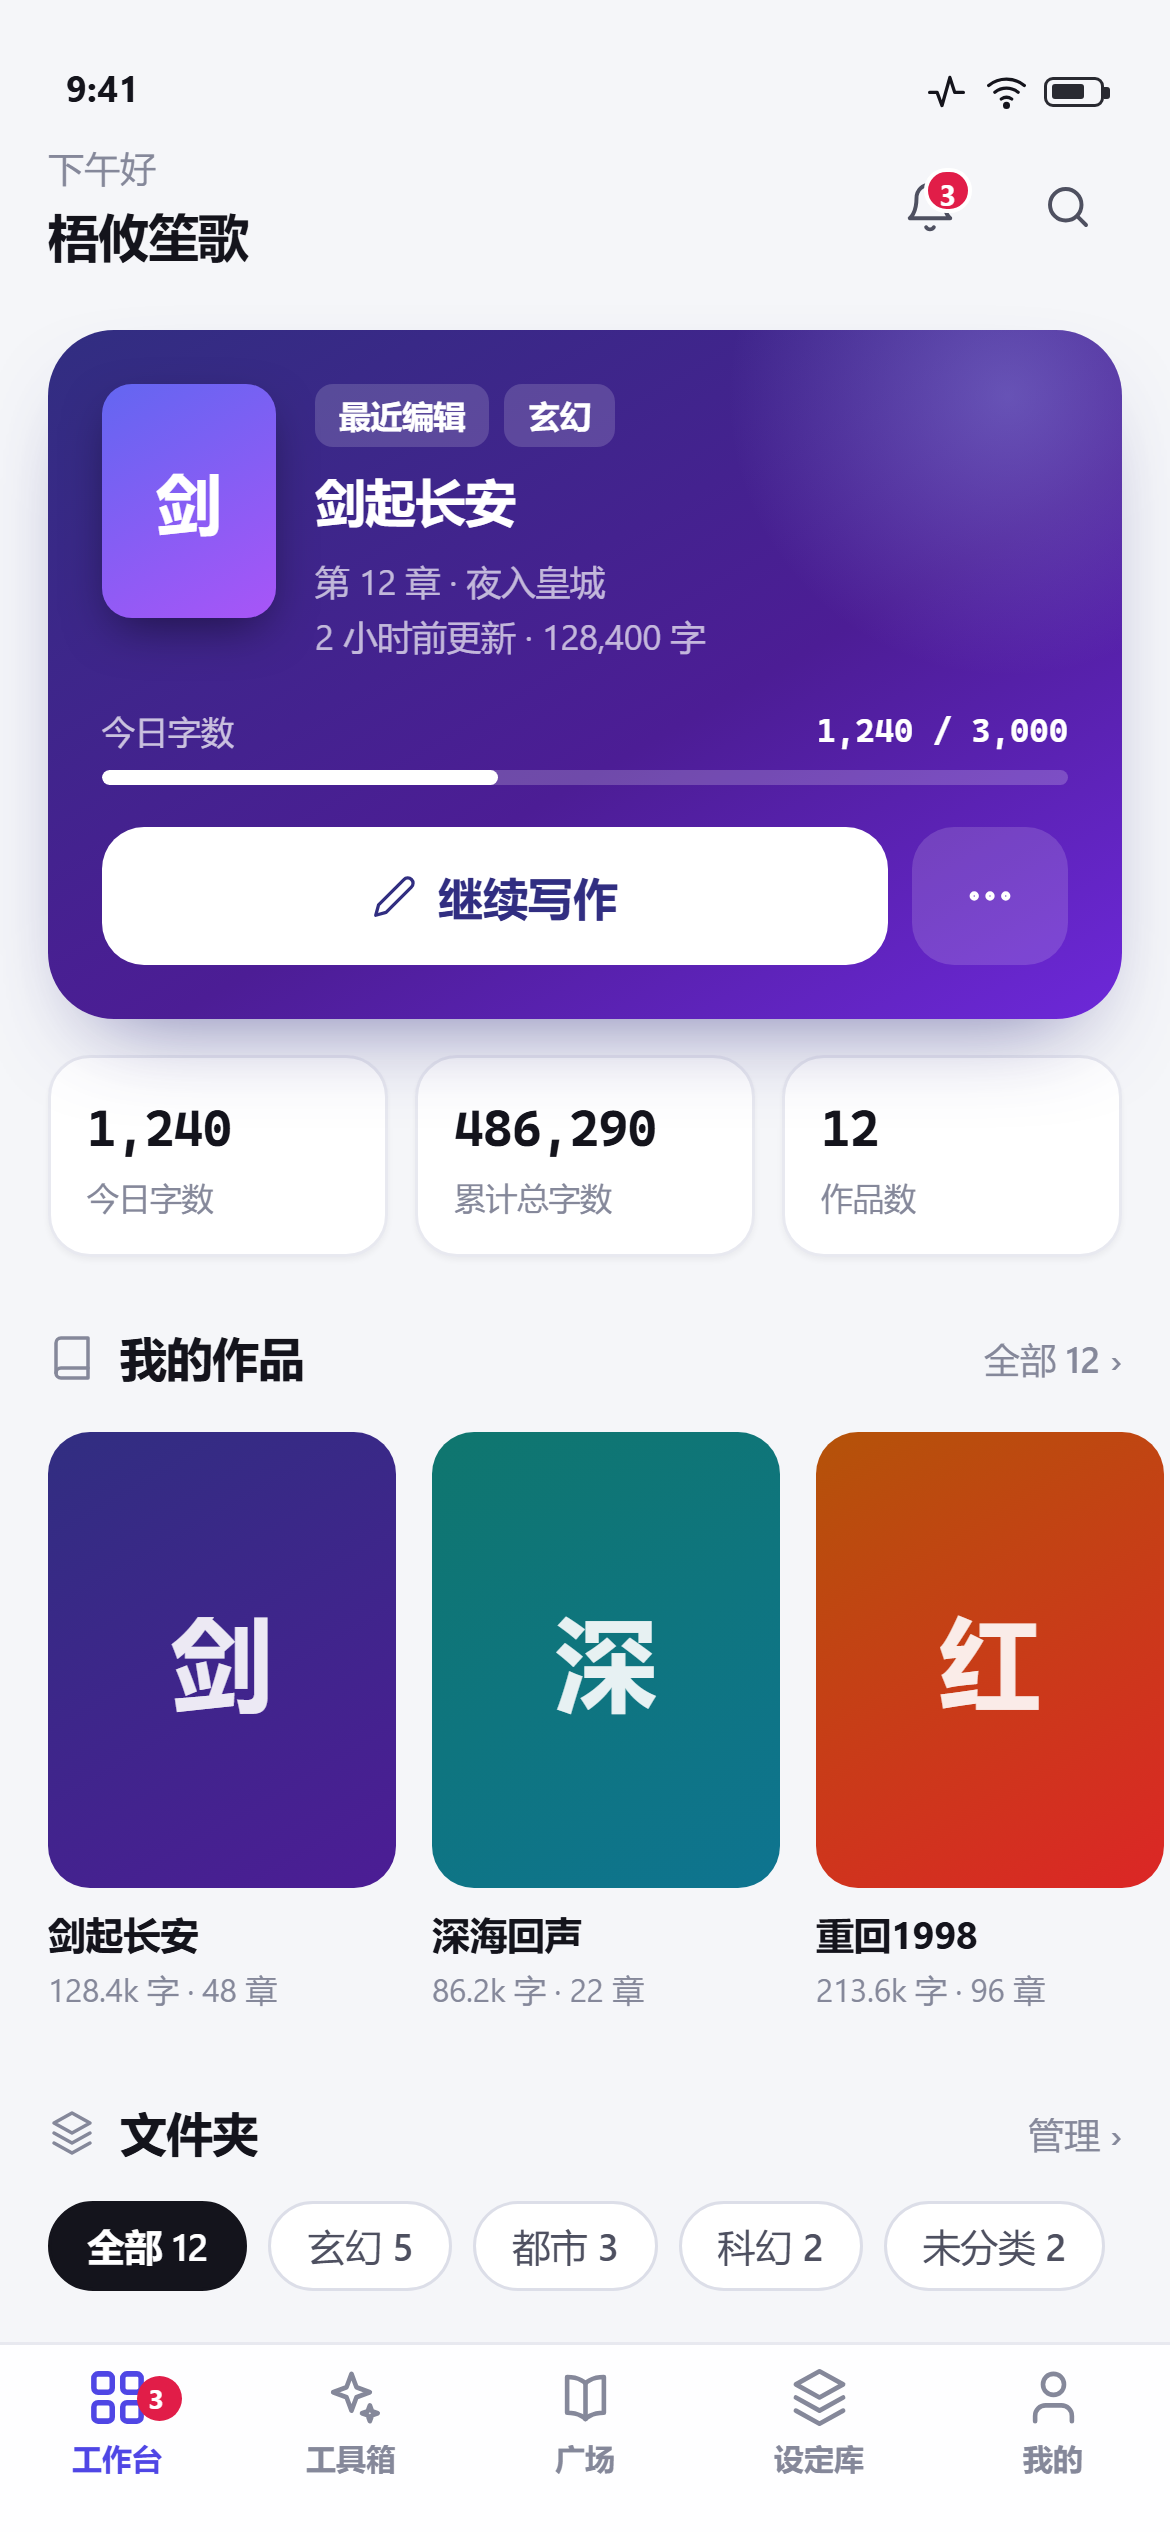 9:41
下午好
梧攸笙歌
3
剑
最近编辑 玄幻
剑起长安
第 12 章 · 夜入皇城
2 小时前更新 · 128,400 字
今日字数 1,240 / 3,000
继续写作
1,240 486,290 12
今日字数 累计总字数 作品数
我的作品 全部 12 ›
剑 深 红
剑起长安 深海回声 重回1998
128.4k 字 · 48 章 86.2k 字 · 22 章 213.6k 字 · 96 章
文件夹 管理 ›
全部 12 玄幻 5 都市 3 科幻 2 未分类 2
3
工作台 工具箱 广场 设定库 我的